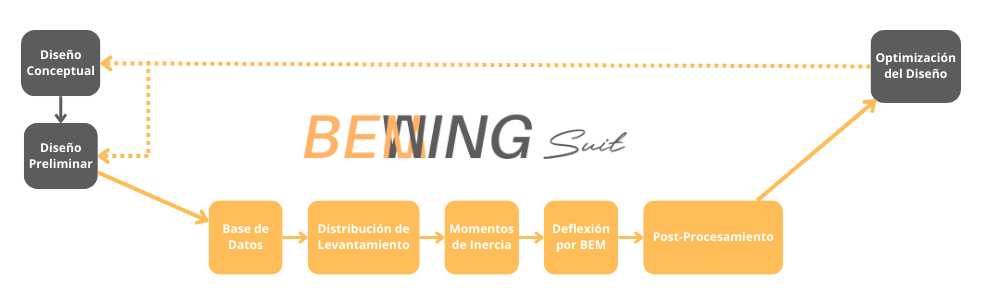 Diseño
Conceptual
Optimización
del Diseño
BEMWING Suit
Diseño
Preliminar
Base de
Datos
Distribución de
Levantamiento
Momentos
de Inercia
Deflexión
por BEM
Post-Procesamiento